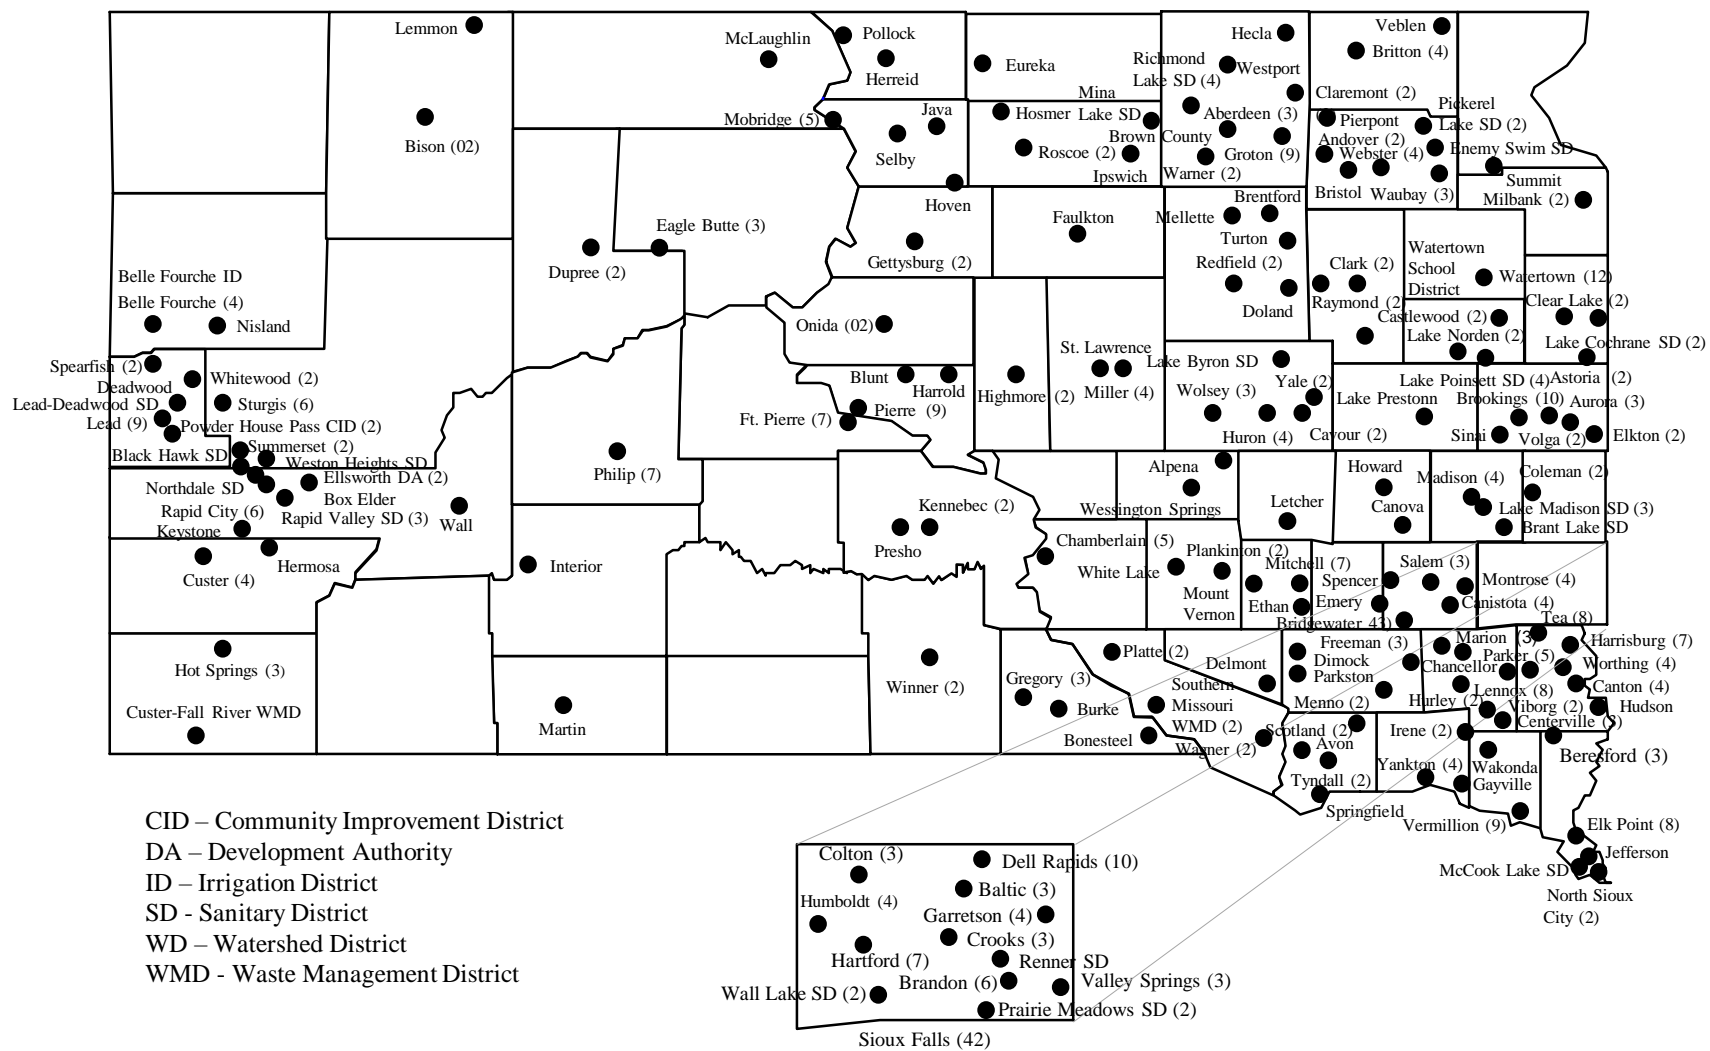 Lemmon
McLaughlin
Pollock
Herreid
Eureka
Hecla
Richmond
Lake SD (4)
Westport
Veblen
Britton (4)
Bison (02)
Mobridge (5)
Java
Selby
Hoven
Mina
Lake SD
Hosmer
Roscoe (2)
Ipswich
Brown County
Aberdeen (3)
Groton (9)
Warner (2)
Claremont (2)
Pierpont
Andover (2)
Webster (4)
Bristol
Waubay (3)
Pickerel
Lake SD (2)
Enemy Swim SD
Summit
Milbank (2)
Dupree (2)
Eagle Butte (3)
Gettysburg (2)
Faulkton
Mellette
Brentford
Turton
Redfield (2)
Doland
Clark (2)
Raymond (2)
Watertown
School
District
Watertown (12)
Castlewood (2)
Lake Norden (2)
Clear Lake (2)
Lake Cochrane SD (2)
Belle Fourche ID
Belle Fourche (4)
Nisland
Spearfish (2)
Deadwood
Lead-Deadwood SD
Lead (9)
Whitewood (2)
Sturgis (6)
Powder House Pass CID (2)
Black Hawk SD
Summerset (2)
Weston Heights SD
Ellsworth DA (2)
Northdale SD
Box Elder
Rapid City (6)
Rapid Valley SD (3)
Keystone
Wall
Custer (4)
Hermosa
Hot Springs (3)
Custer-Fall River WMD
Philip (7)
Interior
Martin
Onida (02)
Blunt
Harrold
Pierre (9)
Ft. Pierre (7)
Highmore (2)
St. Lawrence
Miller (4)
Lake Byron SD
Wolsey (3)
Yale (2)
Huron (4)
Cavour (2)
Lake Prestonn
Lake Poinsett SD (4)
Astoria (2)
Brookings (10)
Aurora (3)
Sinai
Volga (2)
Elkton (2)
Kennebec (2)
Presho
Winner (2)
Alpena
Wessington Springs
Letcher
Howard
Canova
Madison (4)
Coleman (2)
Lake Madison SD (3)
Brant Lake SD
Chamberlain (5)
White Lake
Plankinton (2)
Mount
Vernon
Mitchell (7)
Ethan
Spencer
Emery
Bridgewater 43)
Salem (3)
Montrose (4)
Canistota (4)
Platte (2)
Gregory (3)
Burke
Bonesteel
Delmont
Southern
Missouri
WMD (2)
Wagner (2)
Freeman (3)
Dimock
Parkston
Menno (2)
Scotland (2)
Avon
Tyndall (2)
Springfield
Marion (3)
Chancellor
Parker (5)
Hurley (2)
Lennox (8)
Viborg (2)
Centerville (3)
Tea (8)
Harrisburg (7)
Worthing (4)
Canton (4)
Hudson
Irene (2)
Yankton (4)
Wakonda
Gayville
Vermillion (9)
Beresford (3)
Elk Point (8)
Jefferson
McCook Lake SD
North Sioux
City (2)
CID – Community Improvement District
DA – Development Authority
ID – Irrigation District
SD - Sanitary District
WD – Watershed District
WMD - Waste Management District
Colton (3)
Dell Rapids (10)
Baltic (3)
Humboldt (4)
Garretson (4)
Crooks (3)
Hartford (7)
Renner SD
Brandon (6)
Valley Springs (3)
Wall Lake SD (2)
Prairie Meadows SD (2)
Sioux Falls (42)